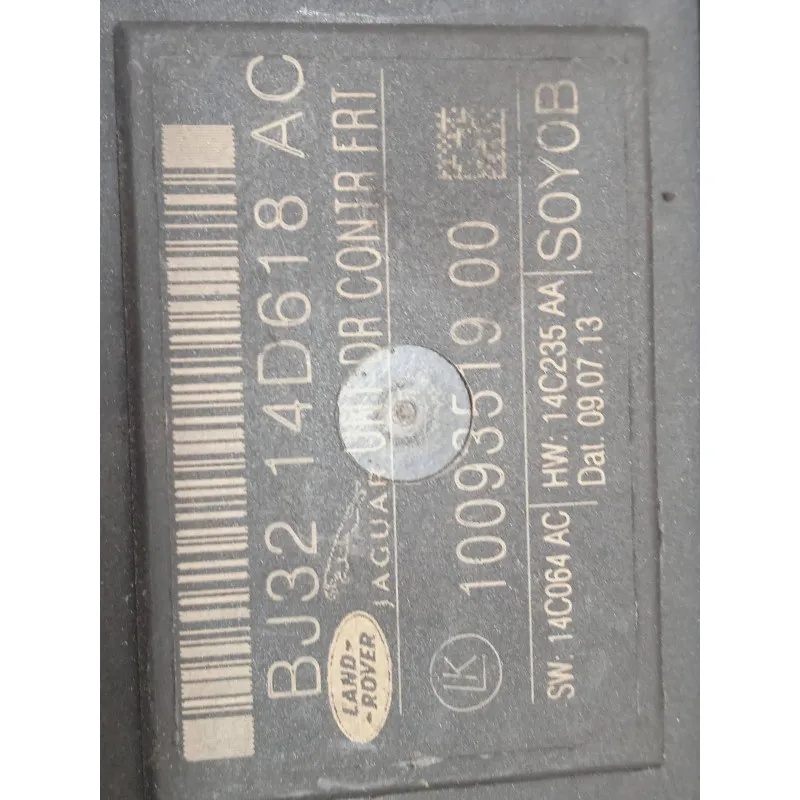 BJ32 14D618 AC
LAND
ROVER
JAGUAR DR CONTR FRT
LK 10093519 00
SW: 14C064 AC HW: 14C235 AA SOYOB
Dat. 09.07.13